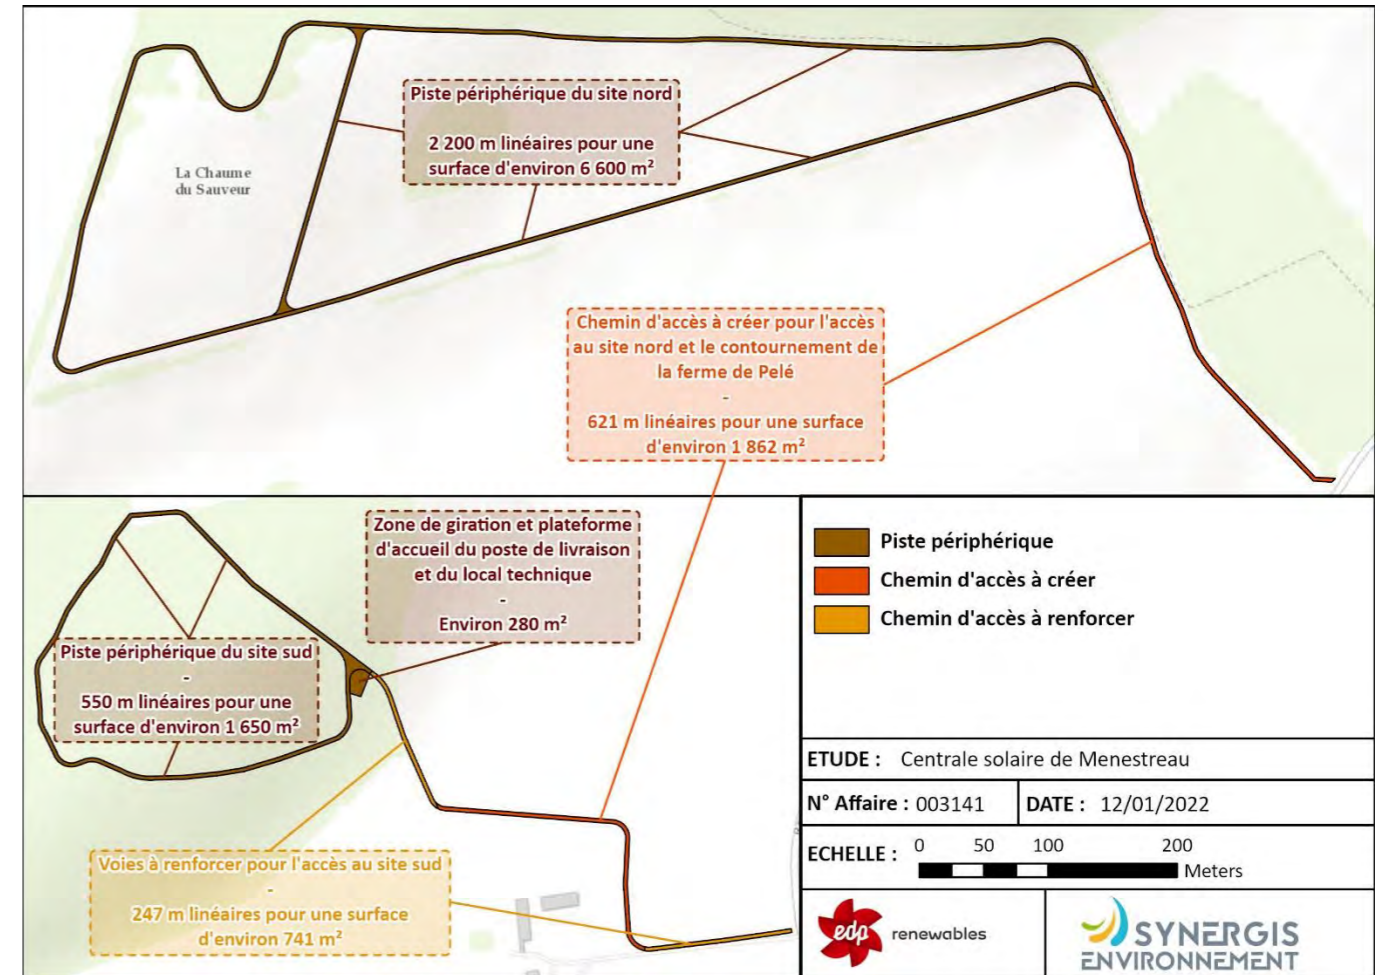 Piste périphérique du site nord
-
2 200 m linéaires pour une
surface d'environ 6 600 m²
La Chaume
du Sauveur
Chemin d'accès à créer pour l'accès
au site nord et le contournement de
la ferme de Pelé
-
621 m linéaires pour une surface
d'environ 1 862 m²
Zone de giration et plateforme
d'accueil du poste de livraison
et du local technique
-
Environ 280 m²
Piste périphérique du site sud
-
550 m linéaires pour une
surface d'environ 1 650 m²
Voies à renforcer pour l'accès au site sud
-
247 m linéaires pour une surface
d'environ 741 m²
Piste périphérique
Chemin d'accès à créer
Chemin d'accès à renforcer
ETUDE : Centrale solaire de Menestreau
N° Affaire : 003141
DATE : 12/01/2022
ECHELLE :
0 50 100 200
Meters
edp renewables
SYNERGIS
ENVIRONNEMENT